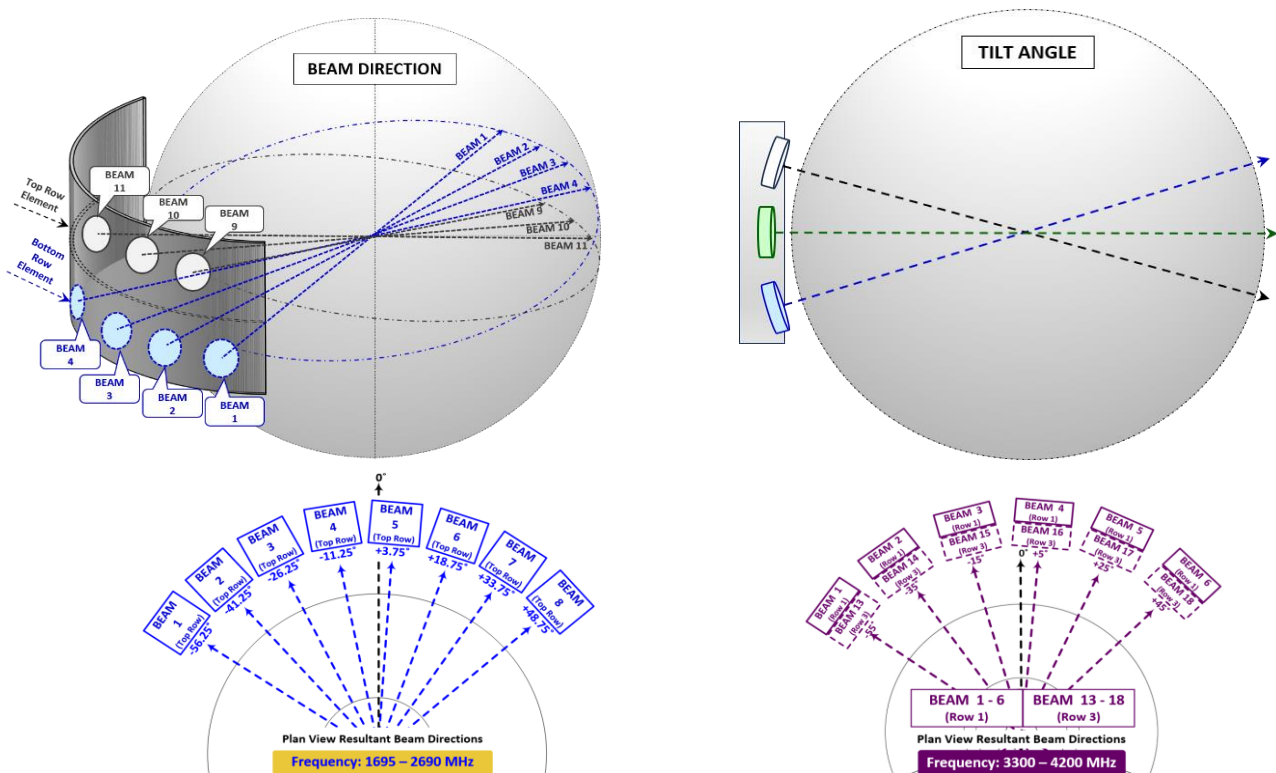 BEAM DIRECTION
BEAM 1
BEAM 2
BEAM 3
BEAM 4
BEAM 9
BEAM 10
BEAM 11
Top Row
Element
Bottom
Row
Element
BEAM
11
BEAM
10
BEAM
9
BEAM
4
BEAM
3
BEAM
2
BEAM
1
TILT ANGLE
0°
BEAM
1
(Top Row)
-56.25
BEAM
2
(Top Row)
-41.25°
BEAM
3
(Top Row)
-26.25°
BEAM
4
(Top Row)
-11.25°
BEAM
5
(Top Row)
+3.75°
BEAM
6
(Top Row)
+18.75°
BEAM
7
(Top Row)
+33.75°
BEAM
8
(Top Row)
+48.75°
Plan View Resultant Beam Directions
Frequency: 1695 – 2690 MHz
BEAM 1
(Row 1)
BEAM 13
(Row 3)
-55°
BEAM 2
(Row 1)
BEAM 14
(Row 3)
-35°
BEAM 3
(Row 1)
BEAM 15
(Row 3)
-15°
BEAM 4
(Row 1)
BEAM 16
(Row 3)
+5°
0°
BEAM 5
(Row 1)
BEAM 17
(Row 3)
+25°
BEAM 6
(Row 1)
BEAM 18
(Row 3)
+45°
BEAM 1 - 6
(Row 1)
BEAM 13 - 18
(Row 3)
Plan View Resultant Beam Directions
Frequency: 3300 – 4200 MHz